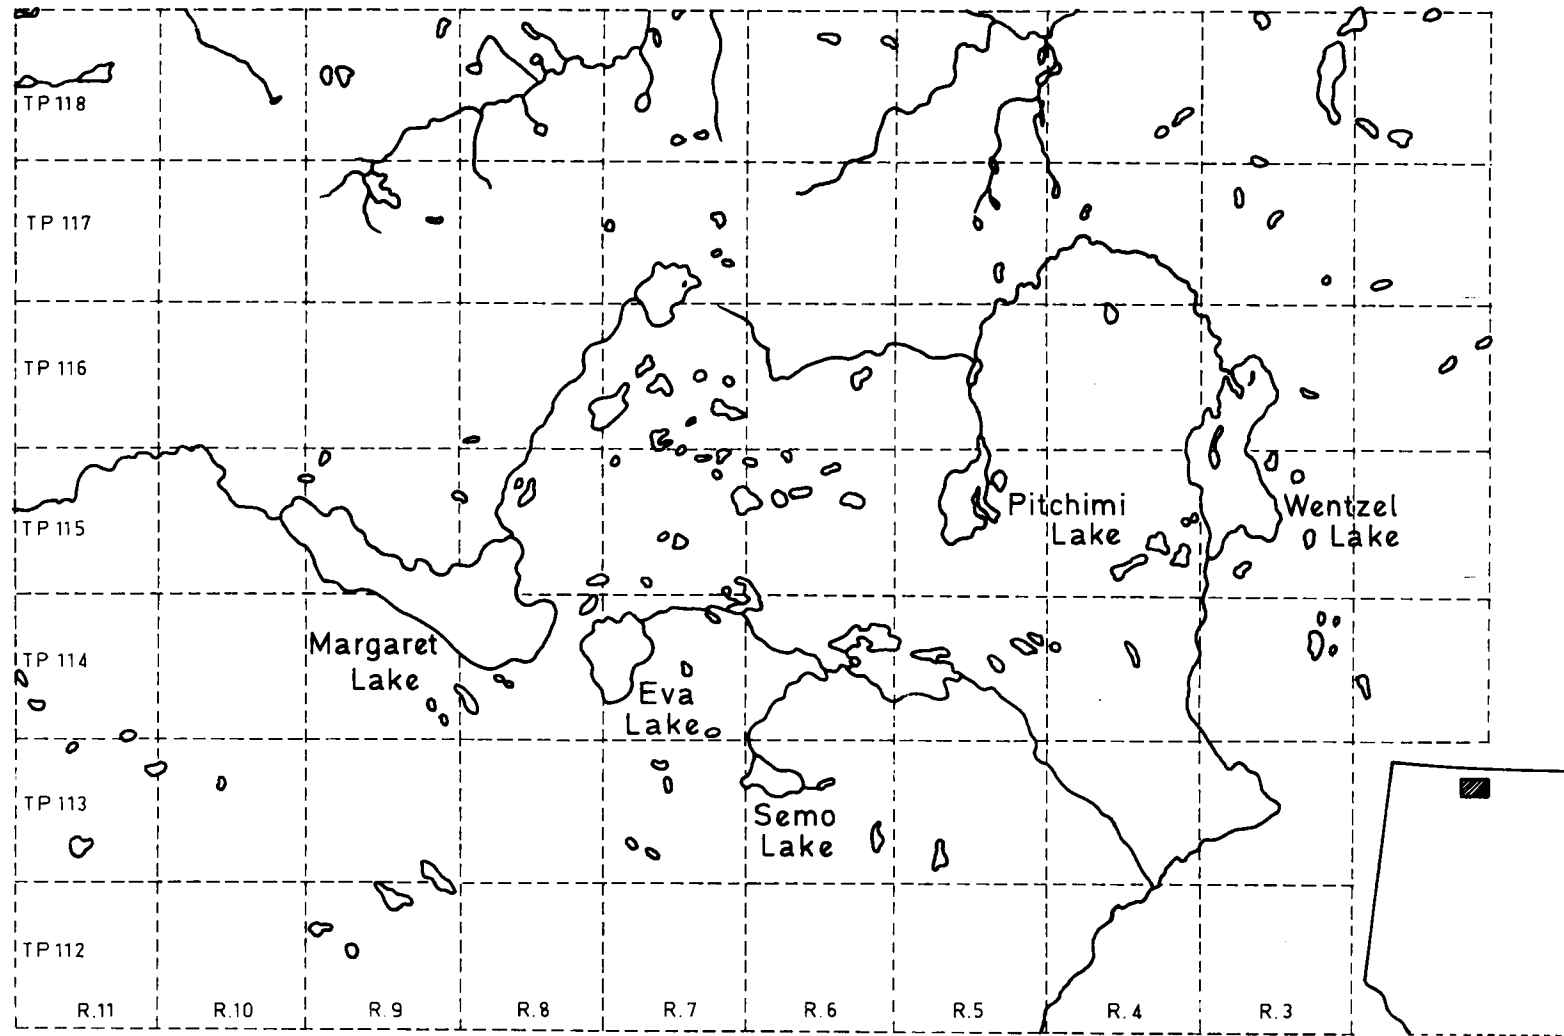 TP 118
TP 117
TP 116
TP 115
Pitchimi
Lake
Wentzel
Lake
Margaret
Lake
TP 114
Eva
Lake
TP 113
Semo
Lake
TP 112
R.11 R.10 R.9 R.8 R.7 R.6 R.5 R.4 R.3